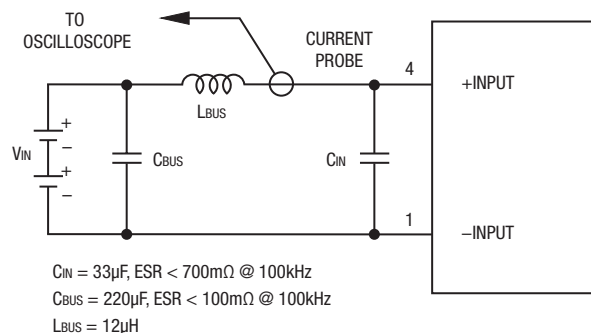 TO
OSCILLOSCOPE
CURRENT
PROBE
4
+INPUT
LBUS
+
VIN
–
+
–
CBUS
CIN
1
–INPUT
CIN = 33µF, ESR < 700mΩ @ 100kHz
CBUS = 220µF, ESR < 100mΩ @ 100kHz
LBUS = 12µH